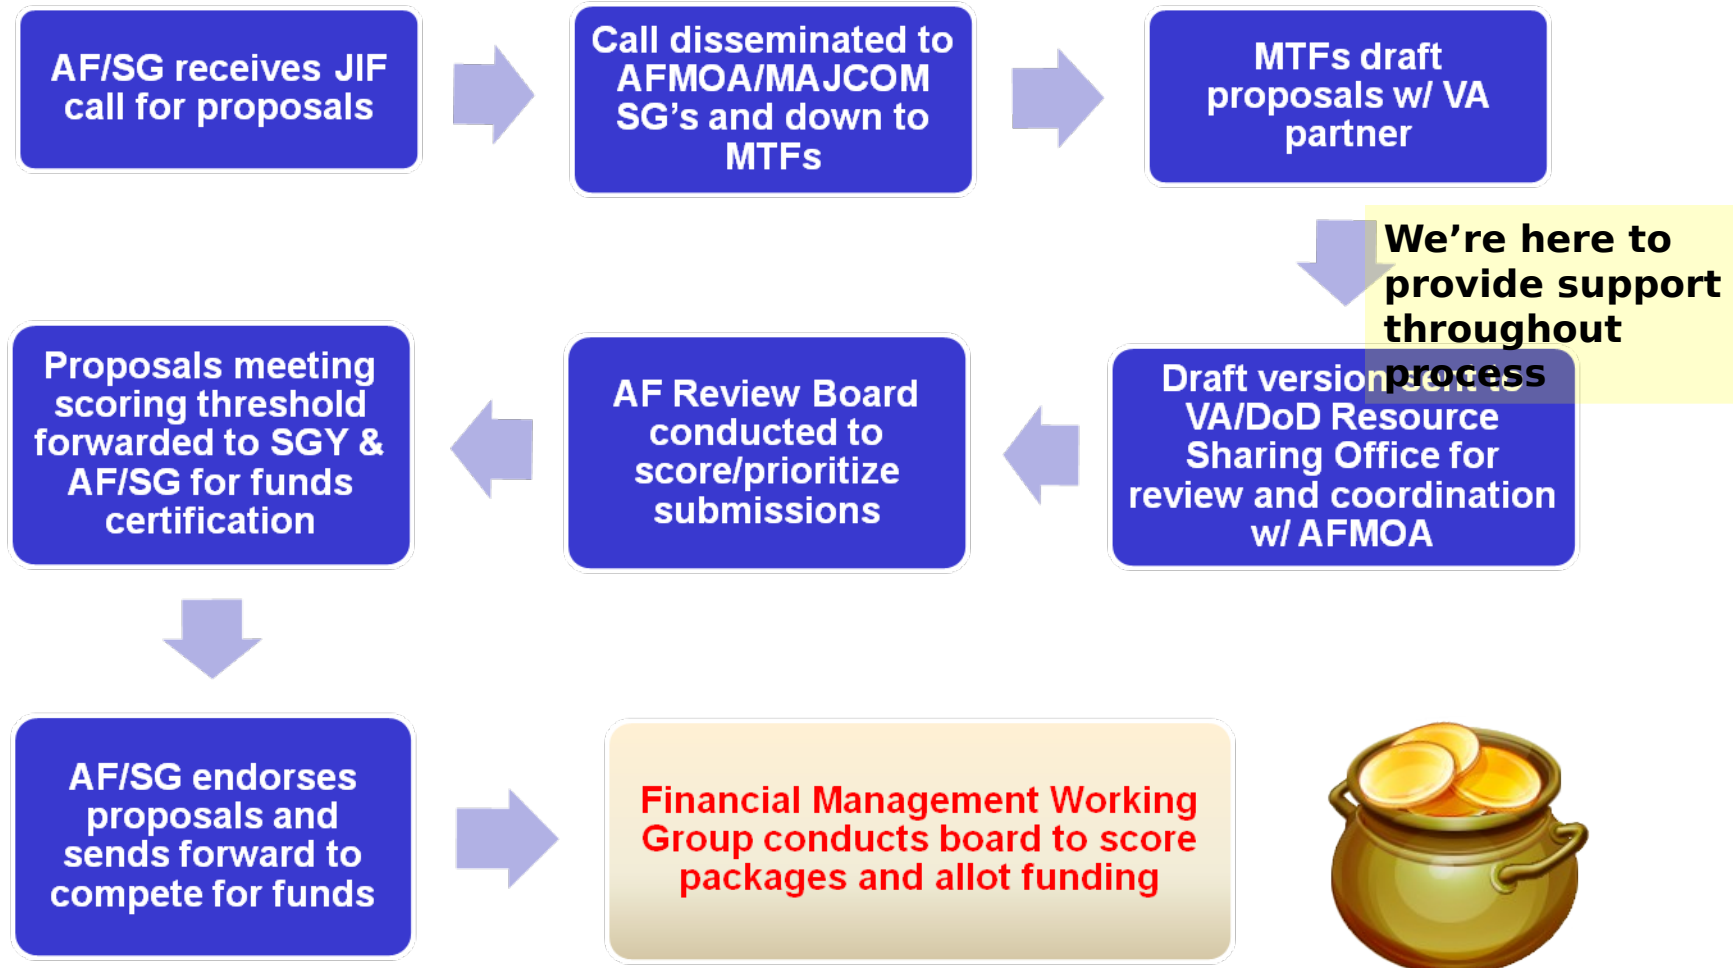 AF/SG receives JIF
call for proposals
Call disseminated to
AFMOA/MAJCOM
SG’s and down to
MTFs
MTFs draft
proposals w/ VA
partner
We’re here to
provide support
throughout
process
Draft version sent to
VA/DoD Resource
Sharing Office for
review and coordination
w/ AFMOA
AF Review Board
conducted to
score/prioritize
submissions
Proposals meeting
scoring threshold
forwarded to SGY &
AF/SG for funds
certification
AF/SG endorses
proposals and
sends forward to
compete for funds
Financial Management Working
Group conducts board to score
packages and allot funding